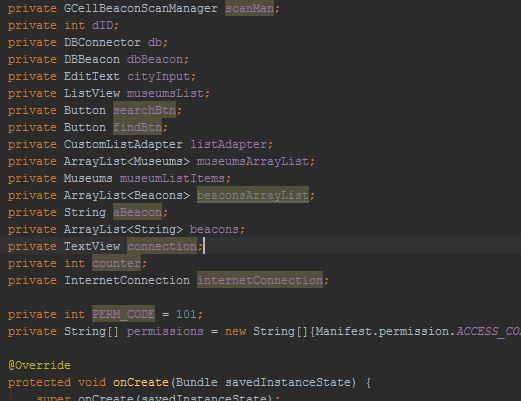 private GCellBeaconScanManager scanMan;
private int dID;
private DBConnector db;
private DBBeacon dbBeacon;
private EditText cityInput;
private ListView museumsList;
private Button searchBtn;
private Button findBtn;
private CustomListAdapter listAdapter;
private ArrayList<Museums> museumsArrayList;
private Museums museumListItems;
private ArrayList<Beacons> beaconsArrayList;
private String aBeacon;
private ArrayList<String> beacons;
private TextView connection;
private int counter;
private InternetConnection internetConnection;
private int PERM_CODE = 101;
private String[] permissions = new String[]{Manifest.permission.ACCESS_CO
@Override
protected void onCreate(Bundle savedInstanceState) {
super.onCreate(savedInstanceState);